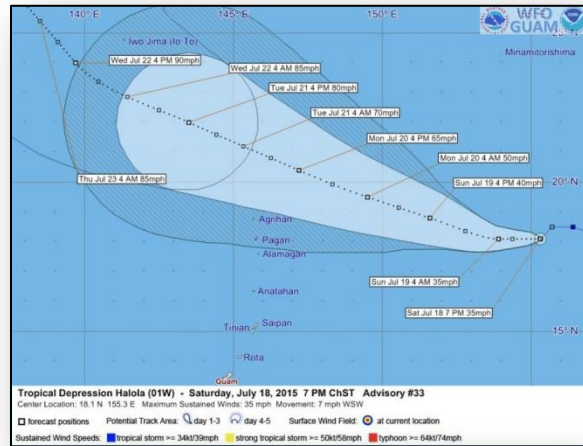 140° E
145° E
150° E
WFO
GUAM
NOAA
25° N
Iwo Jima (Io To)
Minamitorishima
Wed Jul 22 4 PM 90mph
Wed Jul 22 4 AM 85mph
Tue Jul 21 4 PM 80mph
Tue Jul 21 4 AM 70mph
Mon Jul 20 4 PM 65mph
Mon Jul 20 4 AM 50mph
Thu Jul 23 4 AM 85mph
Sun Jul 19 4 PM 40mph
20° N
Agrihan
Pagan
Alamagan
Sun Jul 19 4 AM 35mph
Anatahan
Sat Jul 18 7 PM 35mph
Saipan
Tinian
15° N
Rota
Guam
Tropical Depression Halola (01W) - Saturday, July 18, 2015 7 PM ChST Advisory #33
Center Location: 18.1 N 155.3 E Maximum Sustained Winds: 35 mph Movement: 7 mph WSW
forecast positions Potential Track Area: day 1-3 day 4-5 Surface Wind Field: at current location
Sustained Wind Speeds: tropical storm >= 34kt/39mph strong tropical storm >= 50kt/58mph typhoon >= 64kt/74mph